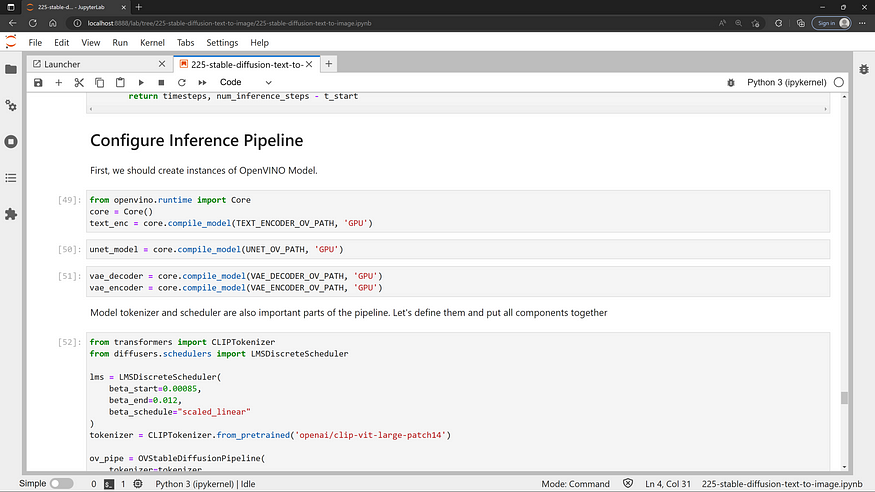 225-stable-d... - JupyterLab
localhost:8888/lab/tree/225-stable-diffusion-text-to-image/225-stable-diffusion-text-to-image.ipynb
Sign in
File Edit View Run Kernel Tabs Settings Help
Launcher
225-stable-diffusion-text-to-
Code
Python 3 (ipykernel)
return timesteps, num_inference_steps - t_start
Configure Inference Pipeline
First, we should create instances of OpenVINO Model.
[49]: from openvino.runtime import Core
core = Core()
text_enc = core.compile_model(TEXT_ENCODER_OV_PATH, 'GPU')
[50]: unet_model = core.compile_model(UNET_OV_PATH, 'GPU')
[51]: vae_decoder = core.compile_model(VAE_DECODER_OV_PATH, 'GPU')
vae_encoder = core.compile_model(VAE_ENCODER_OV_PATH, 'GPU')
Model tokenizer and scheduler are also important parts of the pipeline. Let's define them and put all components together
[52]: from transformers import CLIPTokenizer
from diffusers.schedulers import LMSDiscreteScheduler
lms = LMSDiscreteScheduler(
beta_start=0.00085,
beta_end=0.012,
beta_schedule="scaled_linear"
)
tokenizer = CLIPTokenizer.from_pretrained('openai/clip-vit-large-patch14')
ov_pipe = OVStableDiffusionPipeline(
tokenizer=tokenizer
Simple 0 1 Python 3 (ipykernel) | Idle Mode: Command Ln 4, Col 31 225-stable-diffusion-text-to-image.ipynb